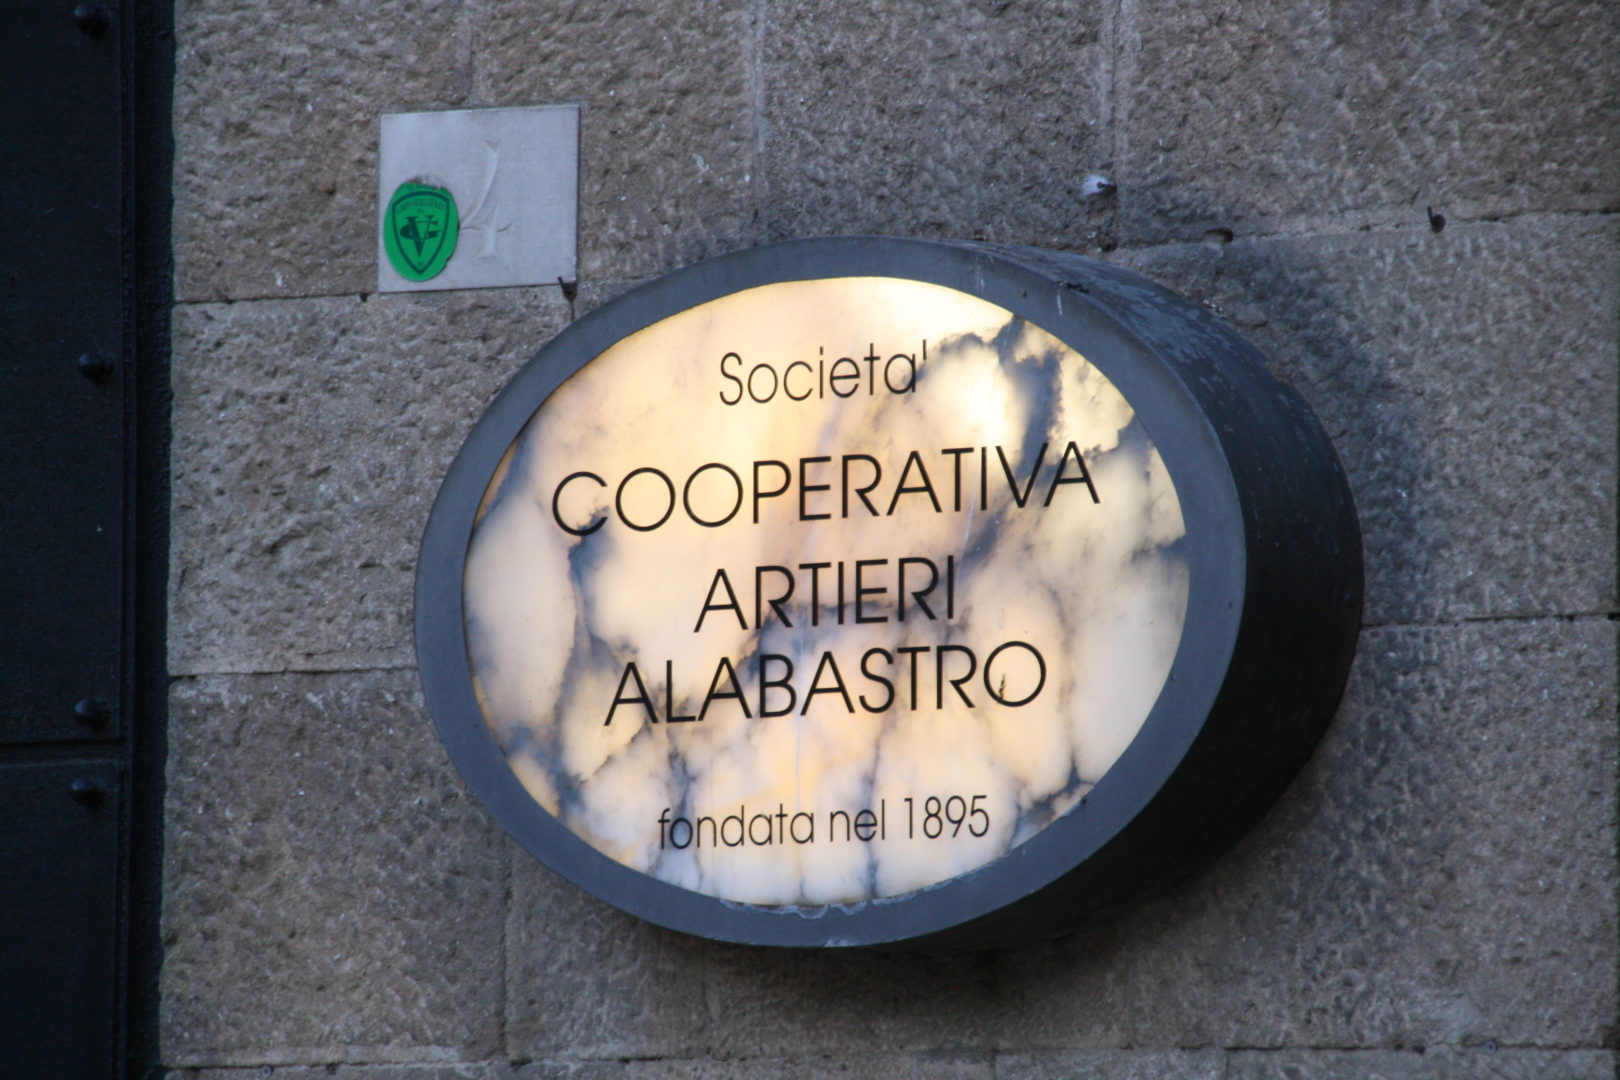 4
Societa'
COOPERATIVA
ARTIERI
ALABASTRO
fondata nel 1895